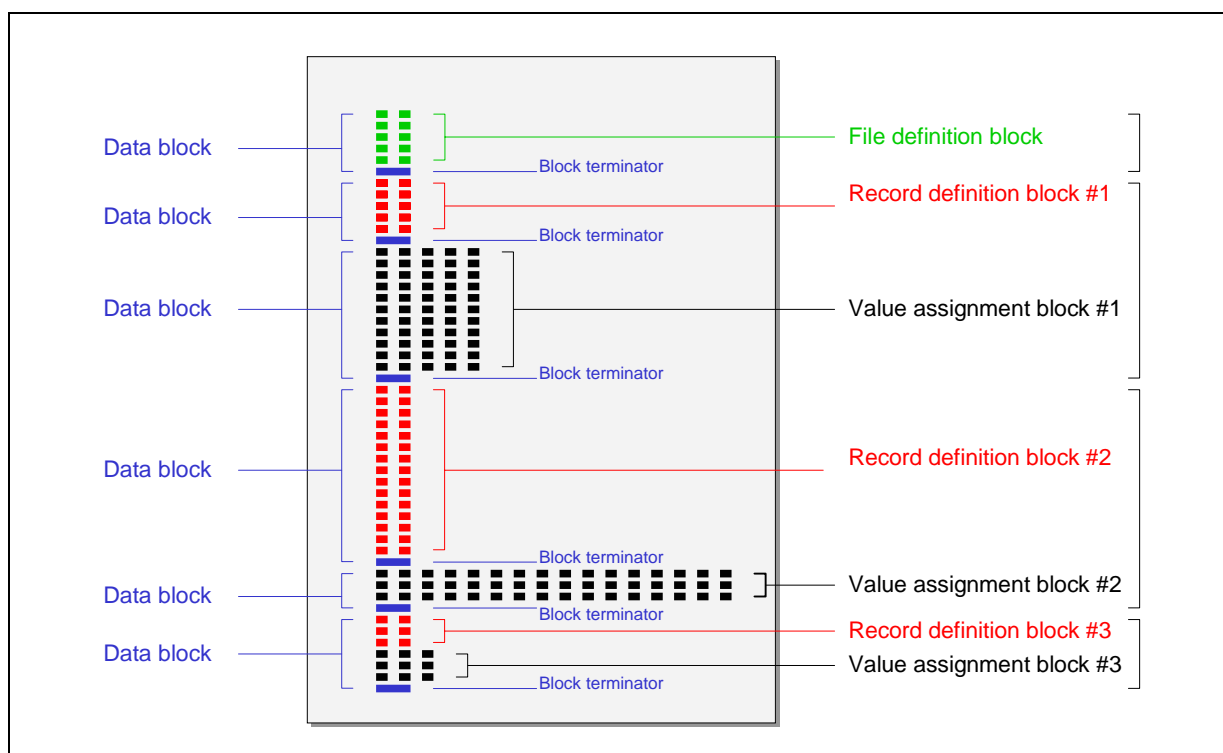 File definition block
Data block
Block terminator
Record definition block #1
Data block
Block terminator
Data block
Value assignment block #1
Block terminator
Data block
Record definition block #2
Block terminator
Data block
Value assignment block #2
Block terminator
Record definition block #3
Data block
Value assignment block #3
Block terminator